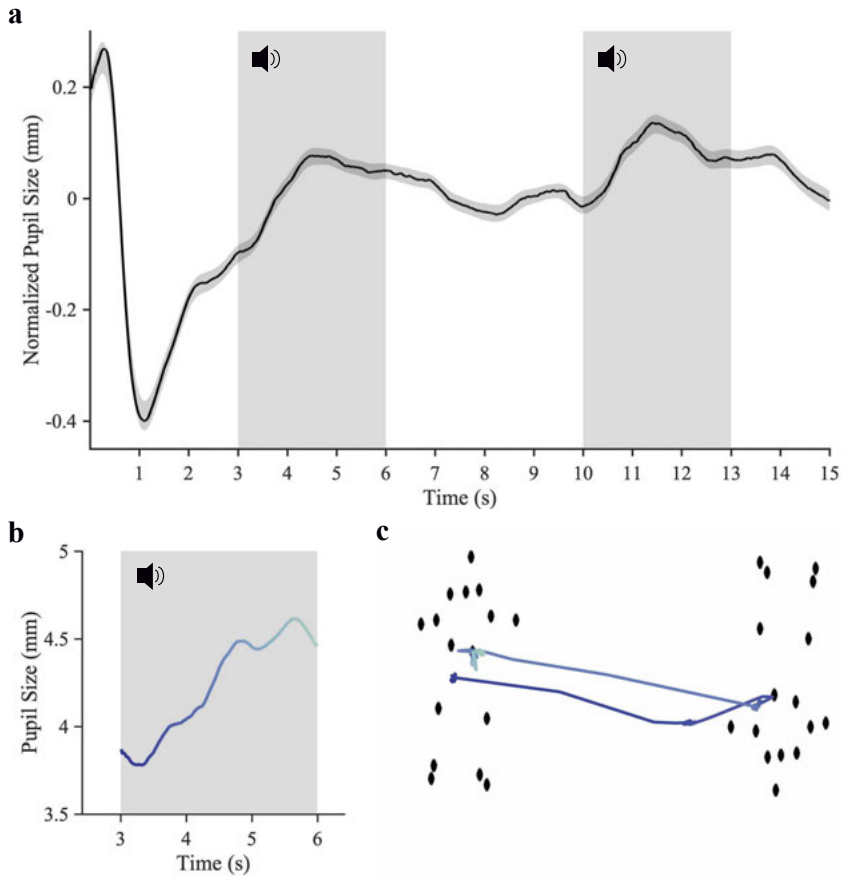 a
Normalized Pupil Size (mm)
0.2
0
-0.2
-0.4
1 2 3 4 5 6 7 8 9 10 11 12 13 14 15
Time (s)
b
Pupil Size (mm)
5
4.5
4
3.5
3 4 5 6
Time (s)
c